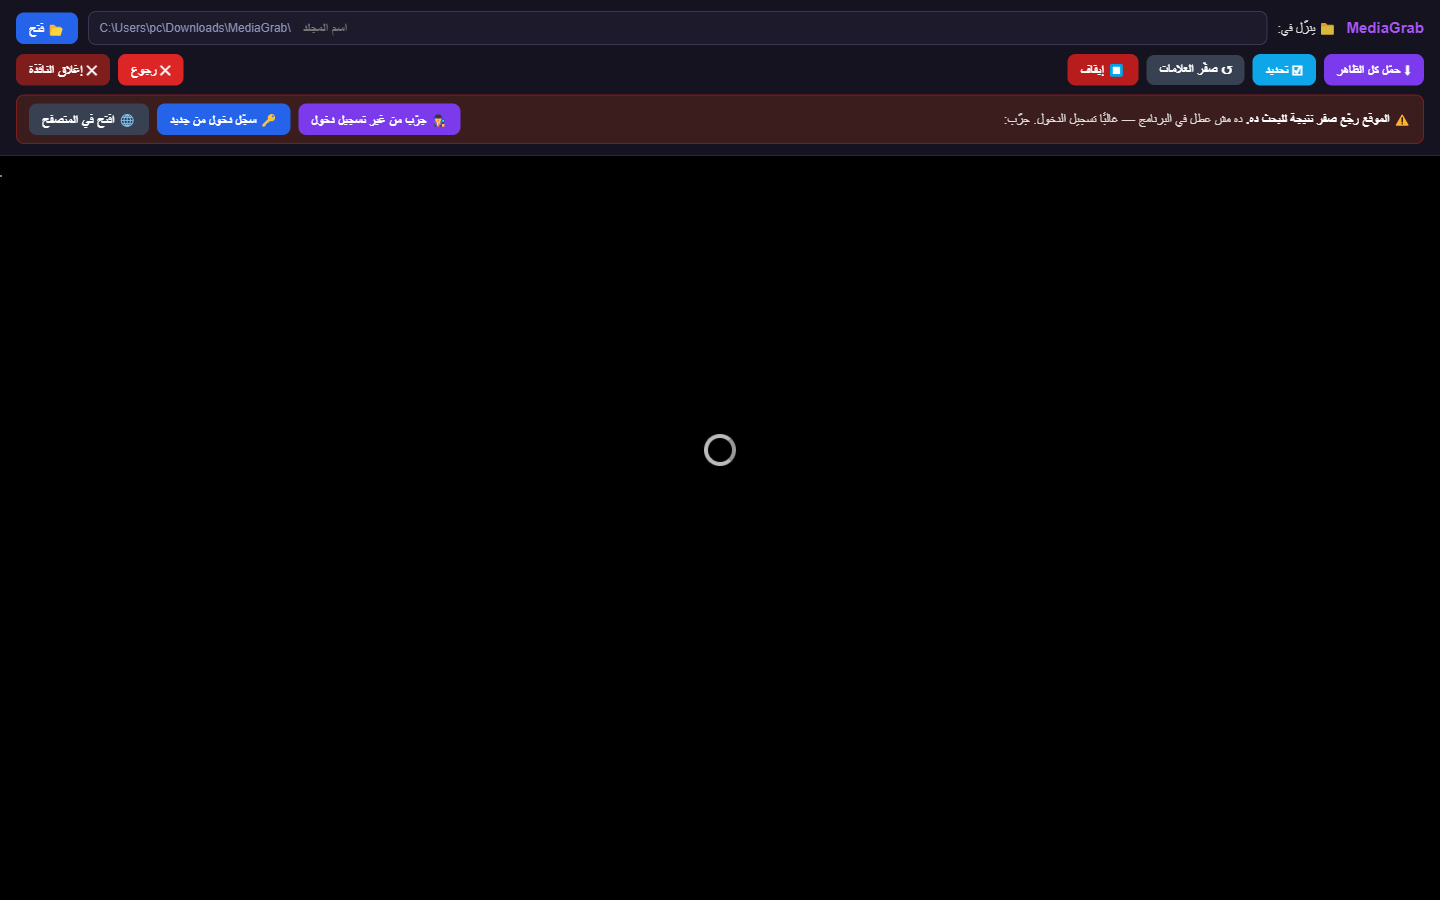 MediaGrab 📁 ينزّل في: C:\Users\pc\Downloads\MediaGrab\ اسم المجلد 📂 فتح
⬇ حمّل كل الظاهر ☑ تحديد ↺ صفّر العلامات ⏹ إيقاف ✕ رجوع ✕ إغلاق النافذة
⚠ الموقع رجّع صفر نتيجة للبحث ده. ده مش عطل في البرنامج — غالبًا تسجيل الدخول. جرّب: جرّب من غير تسجيل دخول 🔑 سجّل دخول من جديد 🌐 افتح في المتصفح